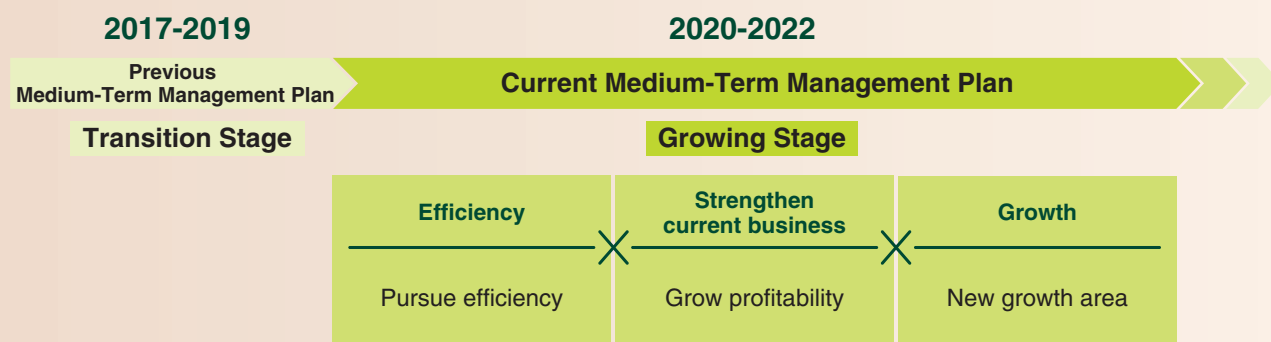 2017-2019
2020-2022
Previous
Medium-Term Management Plan
Current Medium-Term Management Plan
Transition Stage
Growing Stage
Efficiency
Strengthen
current business
Growth
Pursue efficiency
Grow profitability
New growth area